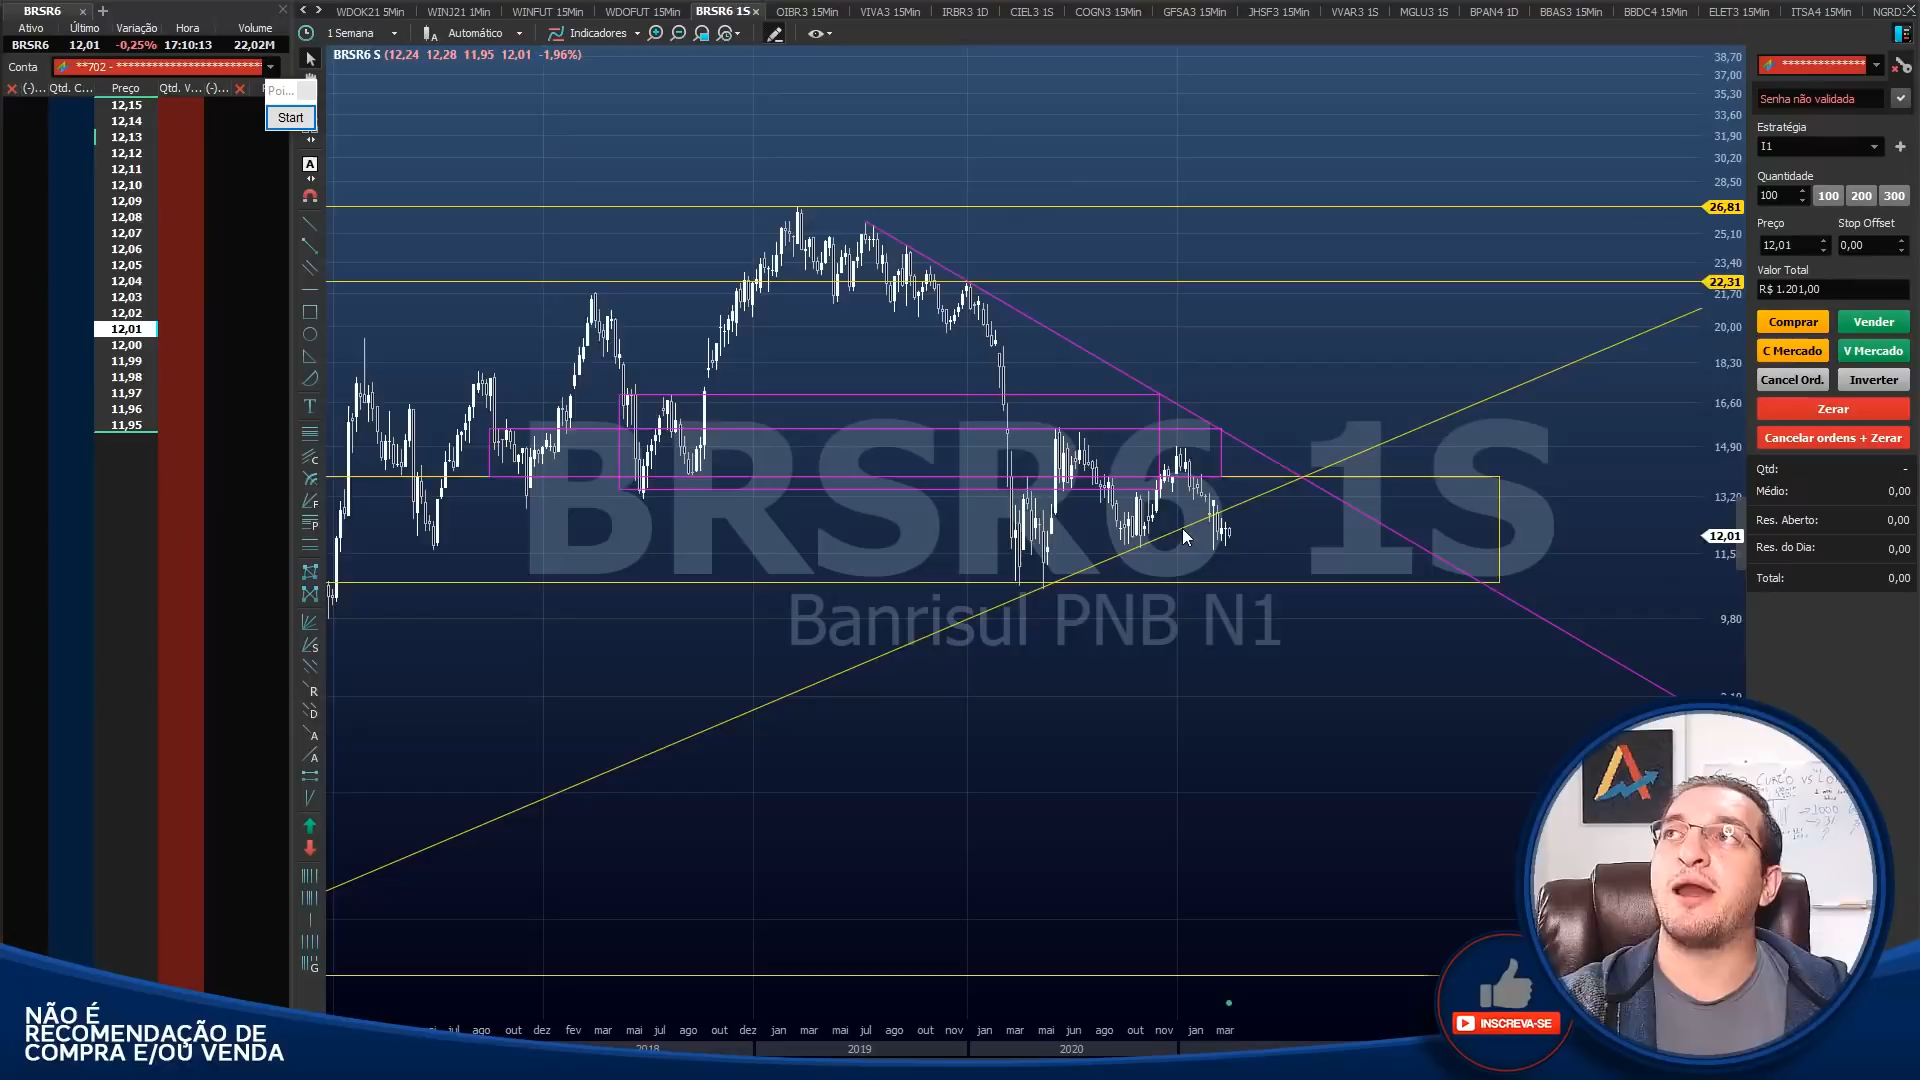 BRSR6
WDOK21 5Min
WINJ21 1Min
WINFUT 15Min
WDOFUT 15Min
BRSR6 1S
OIBR3 15Min
VIVA3 15Min
IRBR3 1D
CIEL3 1S
COGN3 15Min
GFSA3 15Min
JHSF3 15Min
VVAR3 1S
MGLU3 1S
BPAN4 1D
BBAS3 15Min
BBDC4 15Min
ELET3 15Min
ITSA4 15Min
Ativo Último Variação Hora Volume
BRSR6 12,01 -0,25% 17:10:13 22,02M
1 Semana Automático Indicadores
BRSR6 S (12,24 12,28 11,95 12,01 -1,96%)
Conta **702 - **************************
(-)... Qtd. C... Preço Qtd. V... (-)...
Poi...
Start
12,15
12,14
12,13
12,12
12,11
12,10
12,09
12,08
12,07
12,06
12,05
12,04
12,03
12,02
12,01
12,00
11,99
11,98
11,97
11,96
11,95
38,70
37,00
35,30
33,60
31,90
30,20
28,50
26,81
25,10
23,40
22,31
21,70
20,00
18,30
16,60
14,90
13,20
12,01
11,5
9,80
BRSR6 1S
Banrisul PNB N1
jul ago out dez fev mar mai jul ago out dez jan mar mai jul ago out nov jan mar mai jun ago out nov jan mar
2018 2019 2020
***************
Senha não validada
Estratégia
I1
Quantidade
100 100 200 300
Preço Stop Offset
12,01 0,00
Valor Total
R$ 1.201,00
Comprar Vender
C Mercado V Mercado
Cancel Ord. Inverter
Zerar
Cancelar ordens + Zerar
Qtd: -
Médio: 0,00
Res. Aberto: 0,00
Res. do Dia: 0,00
Total: 0,00
CURTO VS
INSCREVA-SE
NÃO É
RECOMENDAÇÃO DE
COMPRA E/OU VENDA